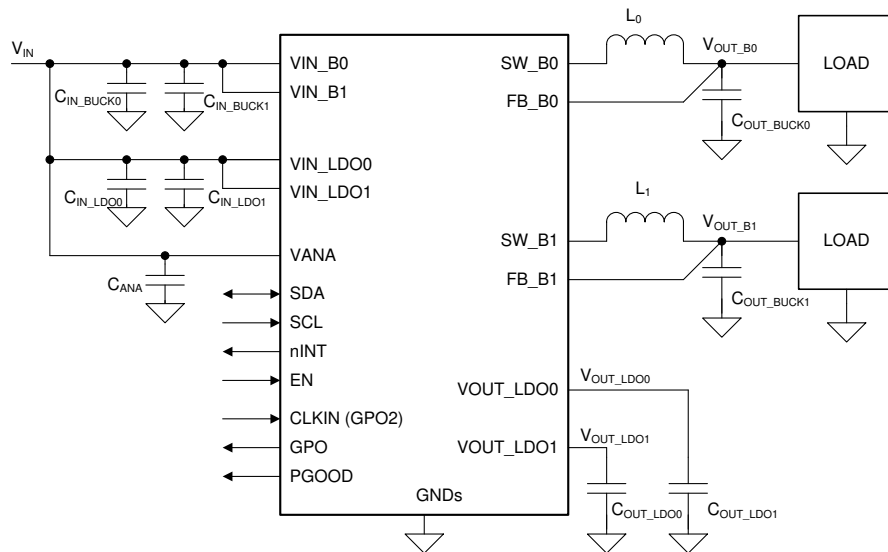 L0
VIN
VOUT_B0
VIN_B0
SW_B0
LOAD
CIN_BUCK0
CIN_BUCK1
VIN_B1
FB_B0
COUT_BUCK0
VIN_LDO0
CIN_LDO0
CIN_LDO1
VIN_LDO1
L1
VOUT_B1
SW_B1
LOAD
VANA
CANA
FB_B1
COUT_BUCK1
SDA
SCL
nINT
EN
VOUT_LDO0
VOUT_LDO0
CLKIN (GPO2)
GPO
VOUT_LDO1
VOUT_LDO1
PGOOD
GNDs
COUT_LDO0
COUT_LDO1